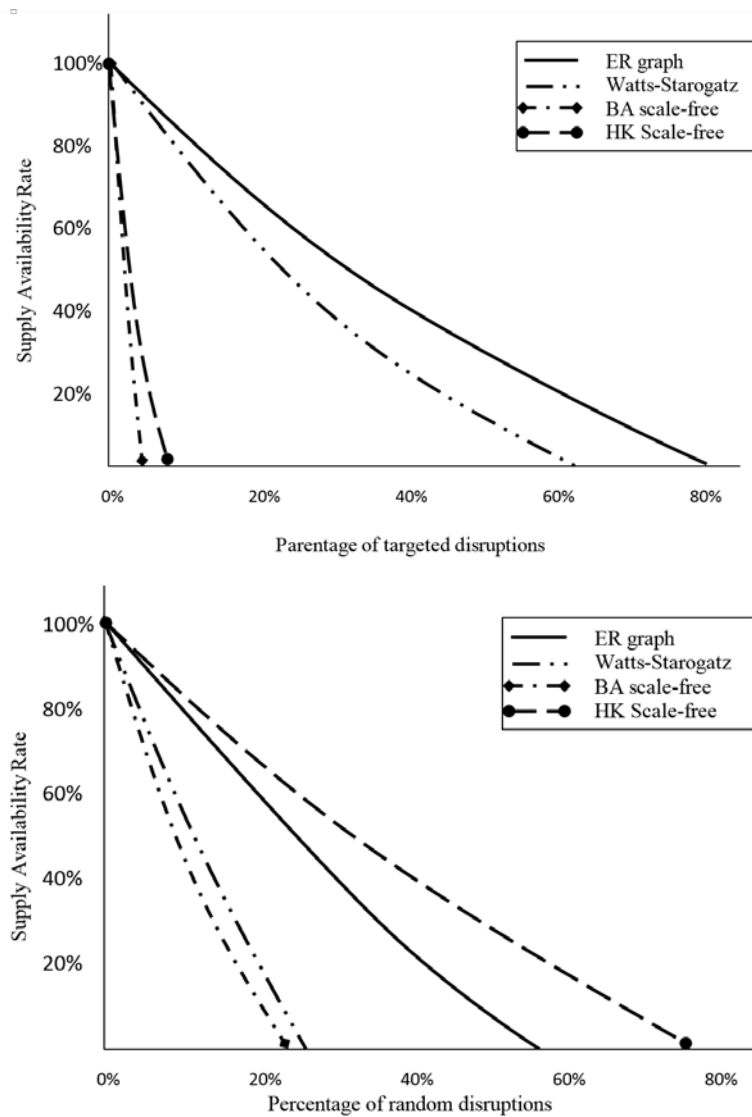 ER graph
Watts-Starogatz
BA scale-free
HK Scale-free
100%
80%
60%
40%
20%
Supply Availability Rate
0%
20%
40%
60%
80%
Parentage of targeted disruptions
ER graph
Watts-Starogatz
BA scale-free
HK Scale-free
100%
80%
60%
40%
20%
Supply Availability Rate
0%
20%
40%
60%
80%
Percentage of random disruptions